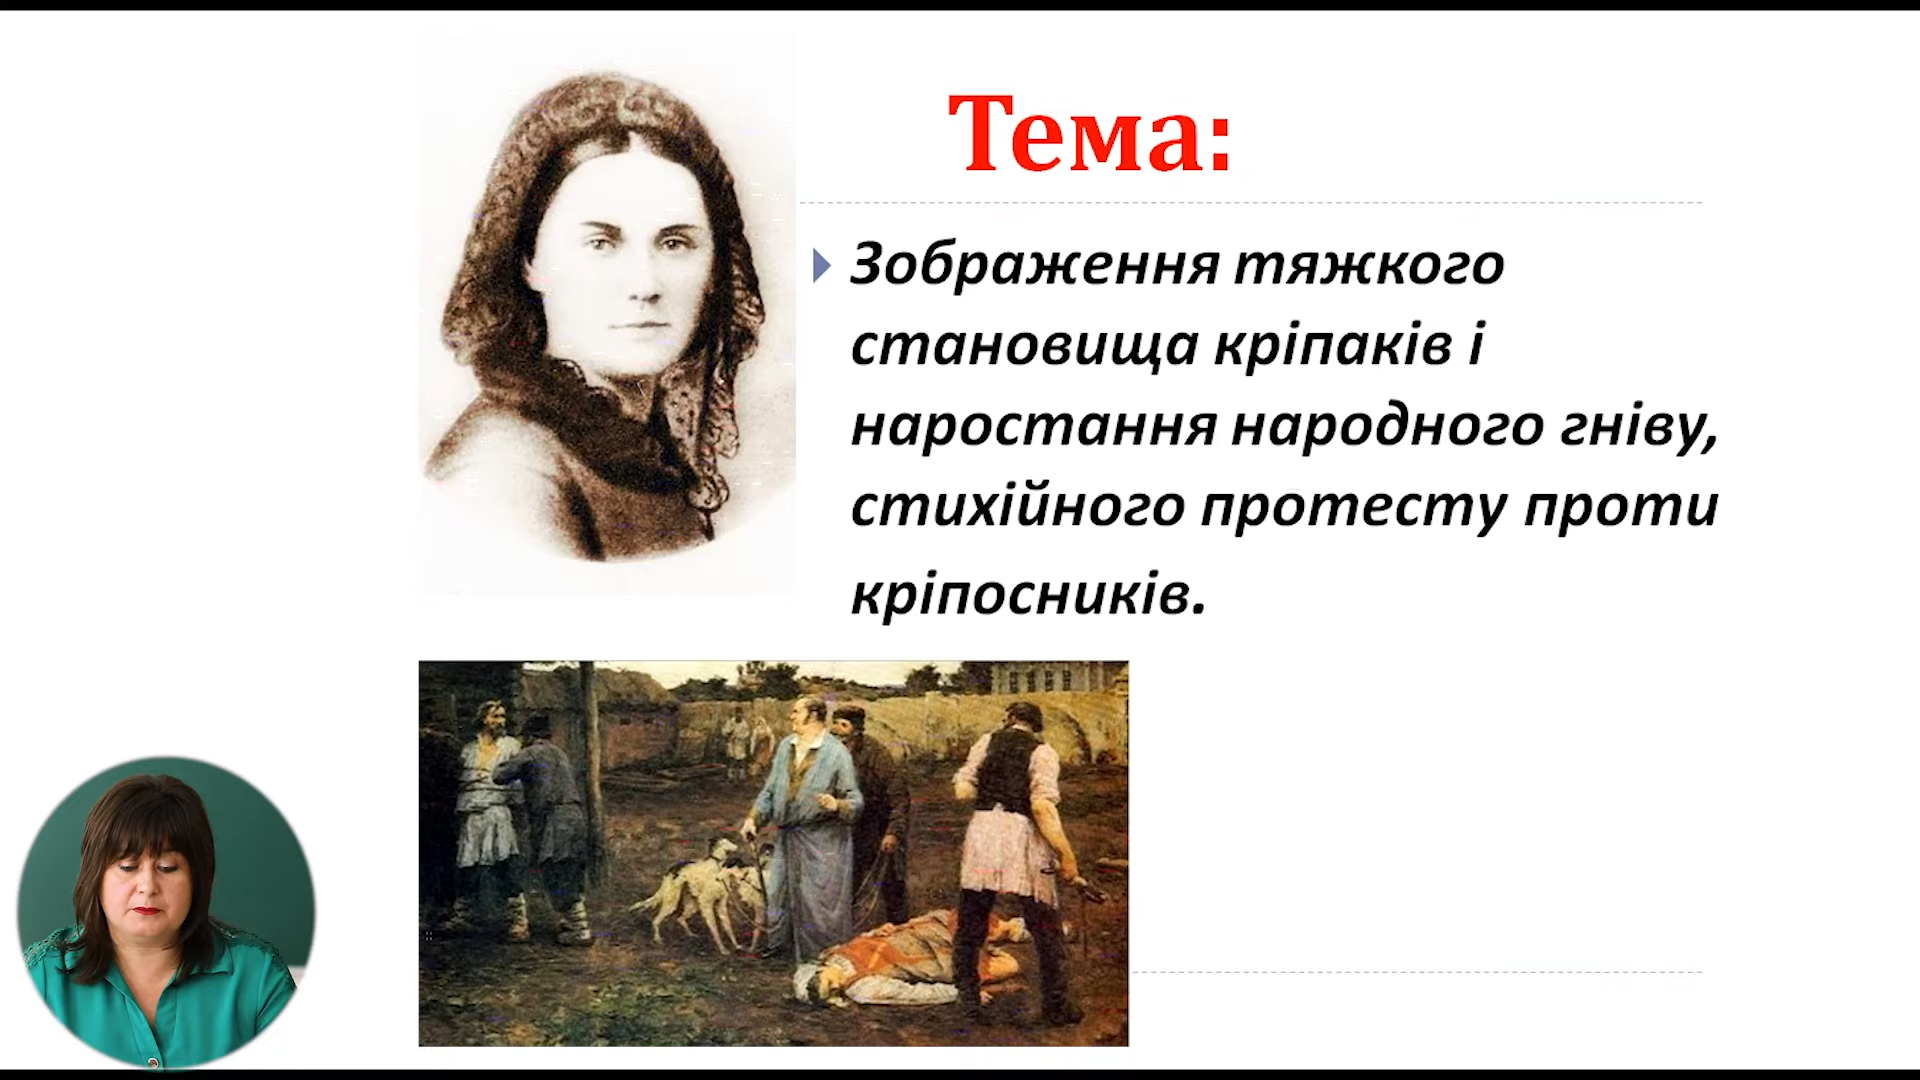 Тема:
Зображення тяжкого
становища кріпаків і
наростання народного гніву,
стихійного протесту проти
кріпосників.